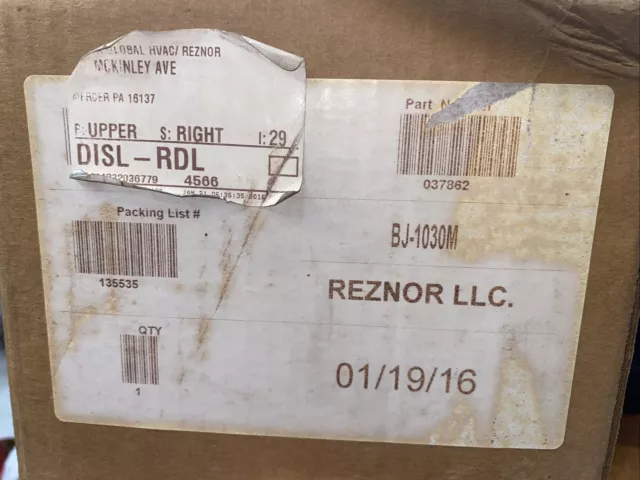 GLOBAL HVAC/ REZNOR
MCKINLEY AVE
MERCER PA 16137
UPPER S: RIGHT I: 29
DISL-RDL
4566
Part
037862
Packing List #
135535
BJ-1030M
REZNOR LLC.
QTY
1
01/19/16